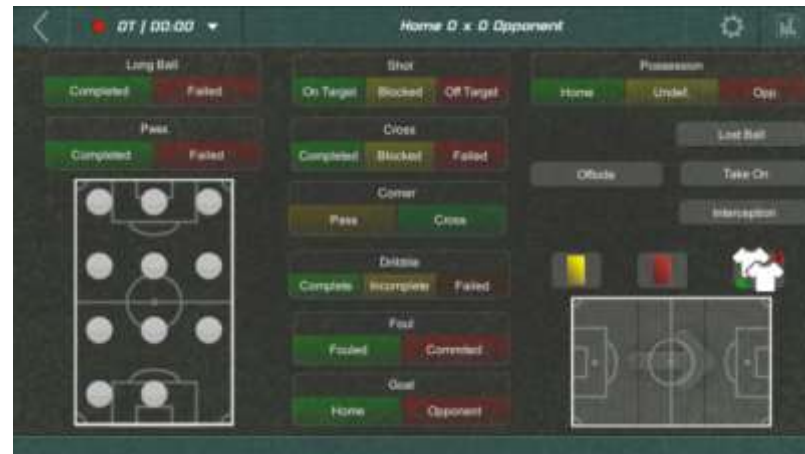 0T / 00:00
Home 0 x 0 Opponent
Long Ball
Completed Failed
Pass
Completed Failed
Shot
On Target Blocked Off Target
Cross
Completed Blocked Failed
Corner
Pass Cross
Dribble
Complete Incomplete Failed
Foul
Fouled Commited
Goal
Home Opponent
Possession
Home Undef. Opp.
Lost Ball
Offside Take On
Interception